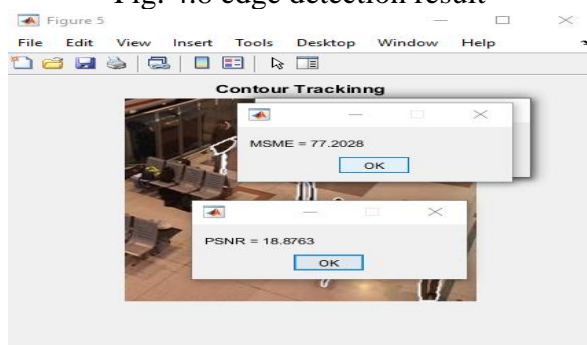 Fig. 4.8 edge detection result
Figure 5
File Edit View Insert Tools Desktop Window Help
Contour Trackinng
MSME = 77.2028
OK
PSNR = 18.8763
OK